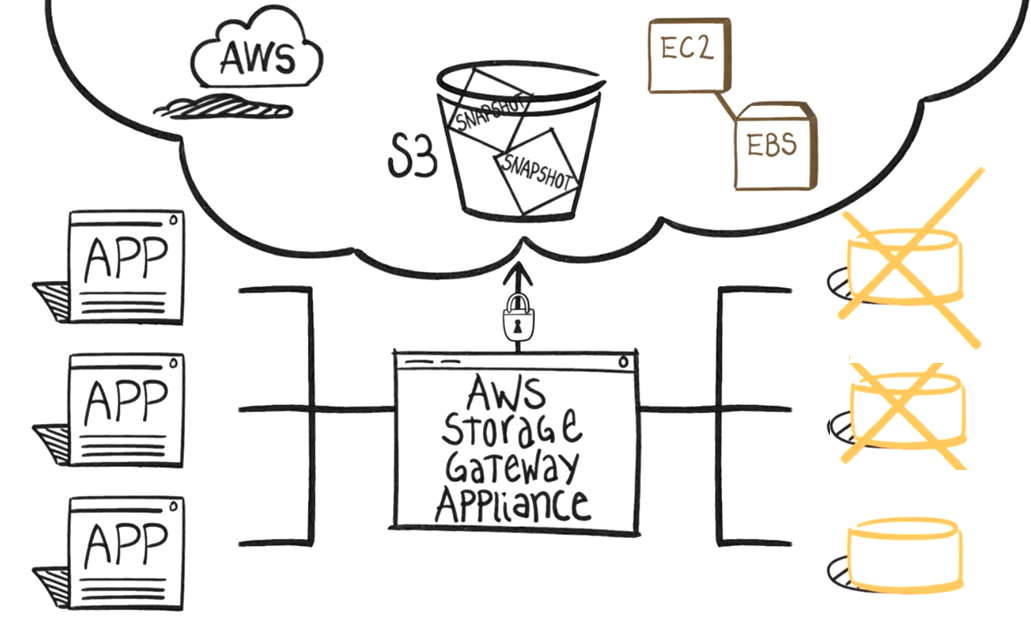 AWS
EC2
SNAPSHOT
S3
SNAPSHOT
EBS
APP
APP
AWS
Storage
Gateway
Appliance
APP